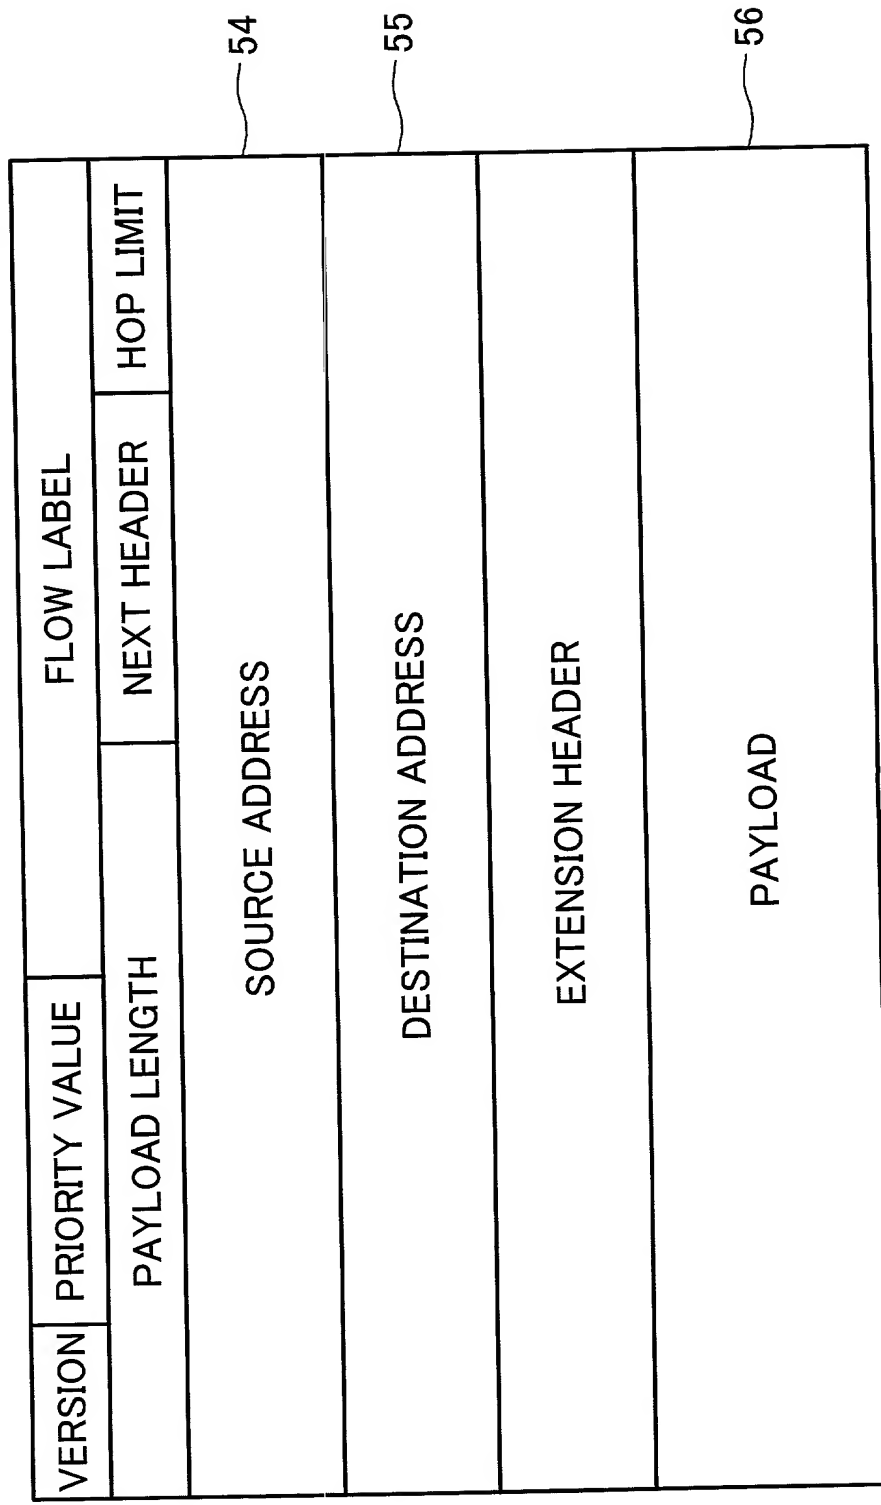 VERSION PRIORITY VALUE FLOW LABEL
PAYLOAD LENGTH NEXT HEADER HOP LIMIT
SOURCE ADDRESS 54
DESTINATION ADDRESS 55
EXTENSION HEADER
PAYLOAD 56